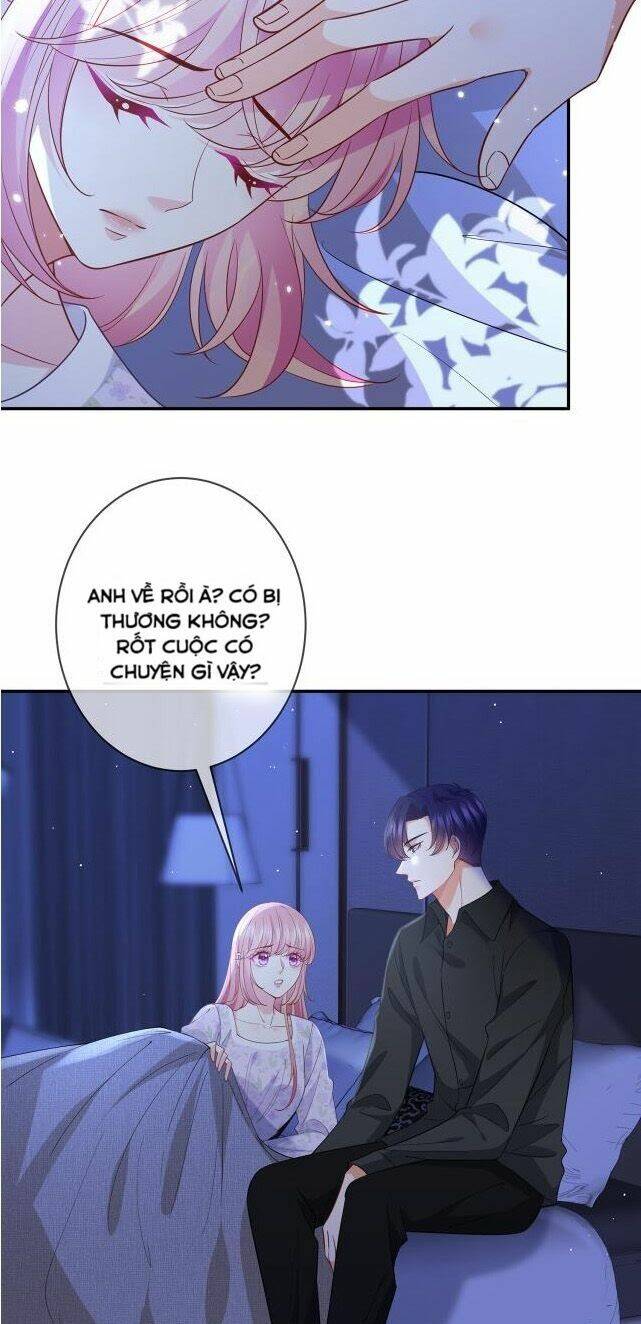 ANH VỀ RỒI À? CÓ BỊ
THƯƠNG KHÔNG?
RỐT CUỘC CÓ
CHUYỆN GÌ VẬY?